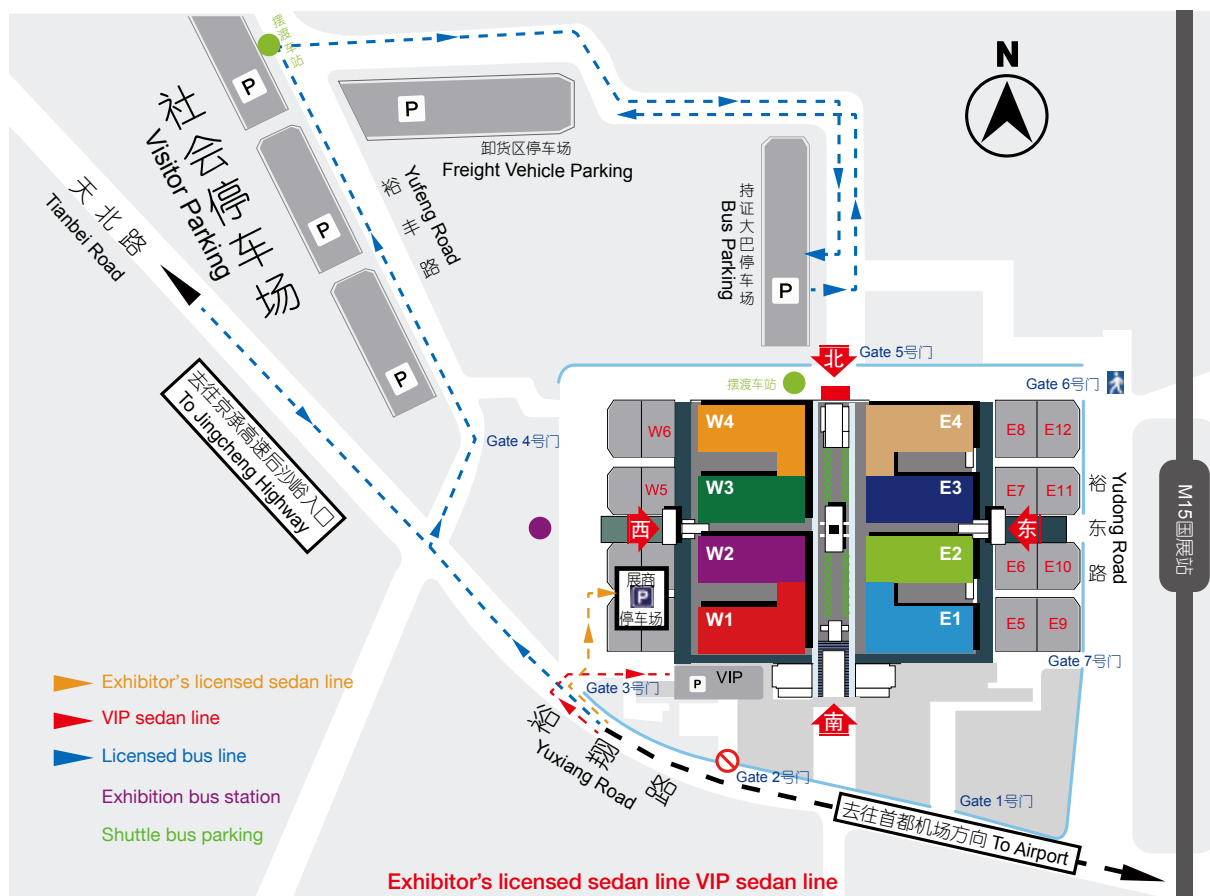 摆渡车站
N
P
P
社会停车场
Visitor Parking
卸货区停车场
Freight Vehicle Parking
P
裕丰路
Yufeng Road
持证大巴停车场
Bus Parking
P
天北路
Tianbei Road
P
去往京承高速后沙峪入口
To Jingcheng Highway
北
Gate 5号门
摆渡车站
Gate 6号门
Gate 4号门
W6
W4
E4
E8
E12
W5
W3
E3
E7
E11
裕东路
Yudong Road
M15国展站
西
东
W2
E2
E6
E10
展商
P
停车场
W1
E1
E5
E9
Gate 7号门
Gate 3号门
P
VIP
南
裕翔路
Yuxiang Road
Gate 2号门
Gate 1号门
去往首都机场方向 To Airport
Exhibitor's licensed sedan line
VIP sedan line
Licensed bus line
Exhibition bus station
Shuttle bus parking
Exhibitor's licensed sedan line VIP sedan line